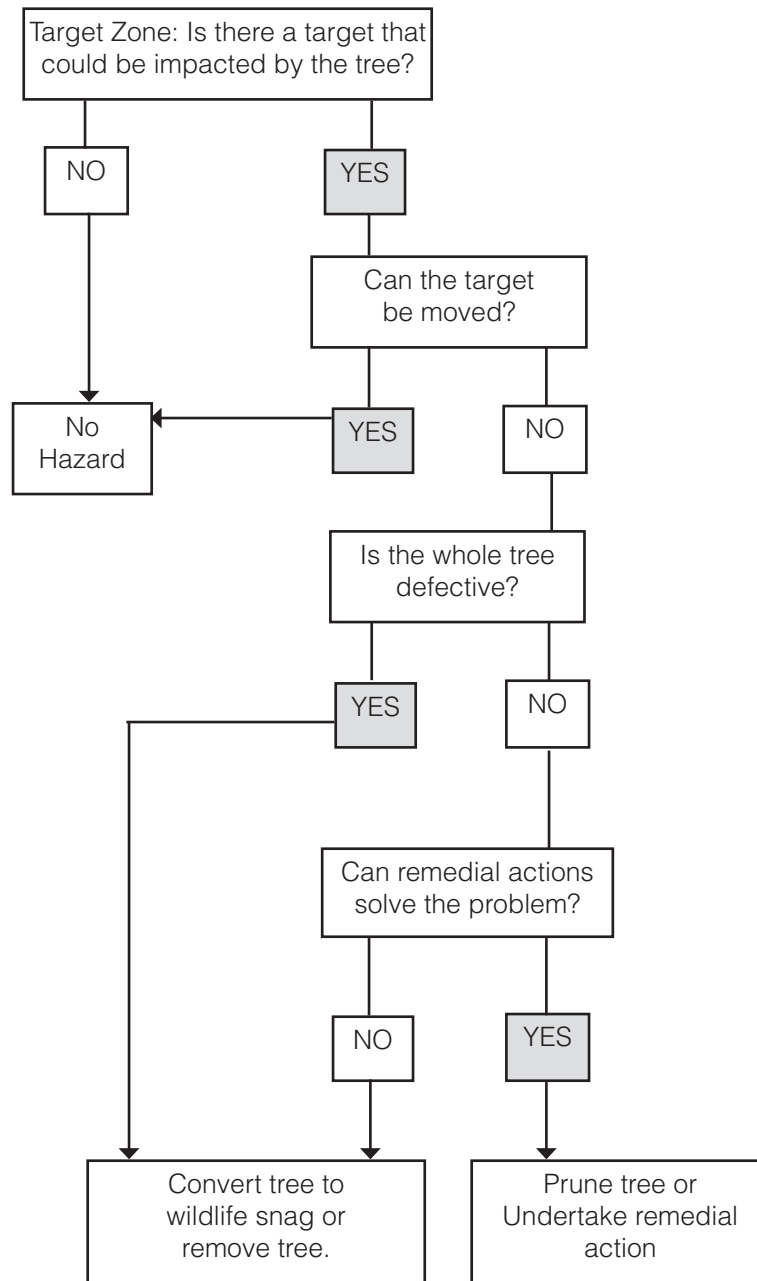 Target Zone: Is there a target that
could be impacted by the tree?
NO
YES
Can the target
be moved?
No
Hazard
YES
NO
Is the whole tree
defective?
YES
NO
Can remedial actions
solve the problem?
NO
YES
Convert tree to
wildlife snag or
remove tree.
Prune tree or
Undertake remedial
action